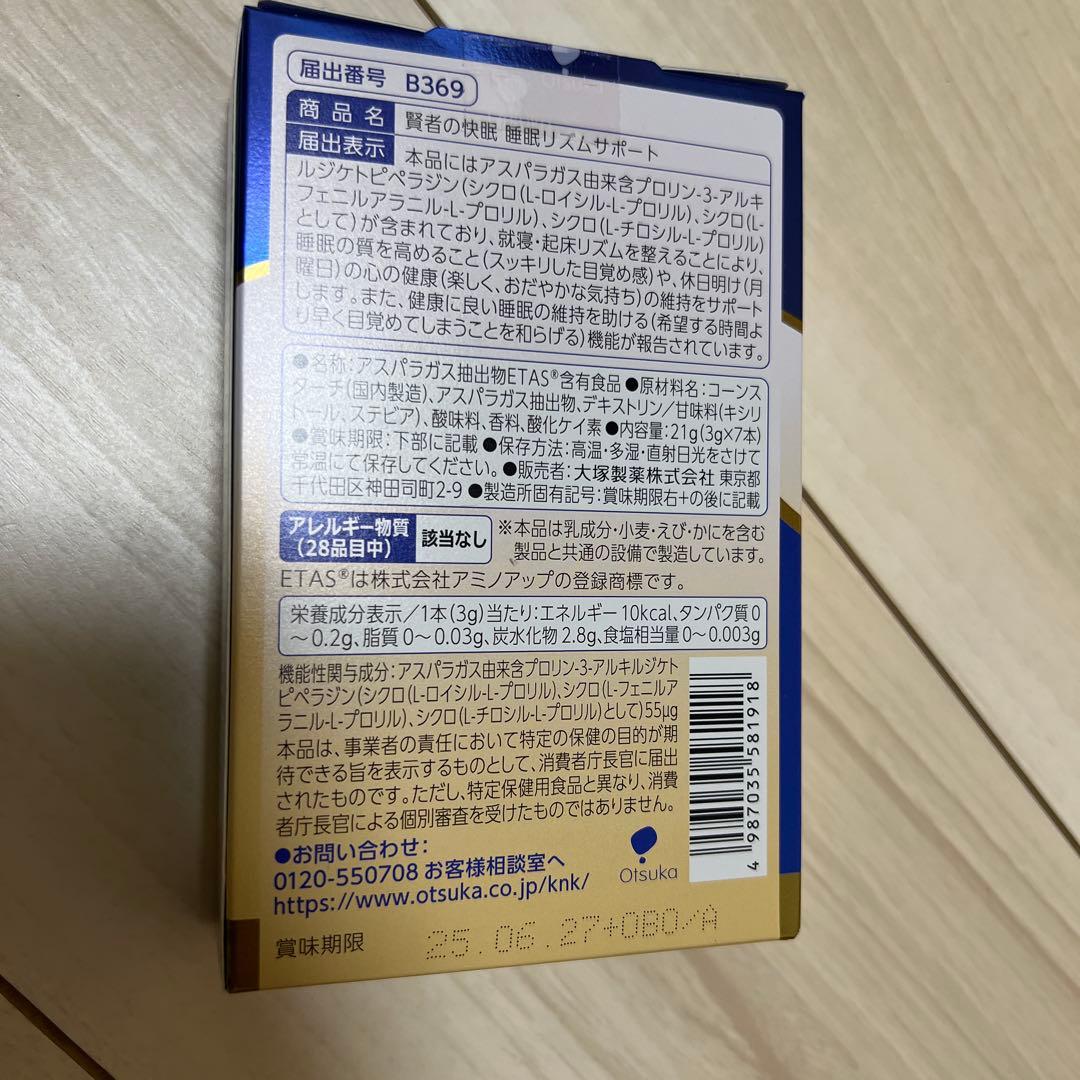 届出番号 B369
商品名 賢者の快眠 睡眠リズムサポート
届出表示 本品にはアスパラガス由来含プロリン-3-アルキ
ルジケトピペラジン(シクロ(L-ロイシル-L-プロリル)、シクロ(L-
フェニルアラニル-L-プロリル)、シクロ(L-チロシル-L-プロリル)
として)が含まれており、就寝・起床リズムを整えることにより、
睡眠の質を高めること(スッキリした目覚め感)や、休日明け(月
曜日)の心の健康(楽しく、おだやかな気持ち)の維持をサポート
します。また、健康に良い睡眠の維持を助ける(希望する時間よ
り早く目覚めてしまうことを和らげる)機能が報告されています。
●名称:アスパラガス抽出物ETAS®含有食品 ●原材料名:コーンス
ターチ(国内製造)、アスパラガス抽出物、デキストリン/甘味料(キシリ
トール、ステビア)、酸味料、香料、酸化ケイ素 ●内容量:21g(3g×7本)
●賞味期限:下部に記載 ●保存方法:高温・多湿・直射日光をさけて
常温にて保存してください。●販売者:大塚製薬株式会社 東京都
千代田区神田司町2-9 ●製造所固有記号:賞味期限右+の後に記載
アレルギー物質
(28品目中) 該当なし
※本品は乳成分・小麦・えび・かにを含む
製品と共通の設備で製造しています。
ETAS®は株式会社アミノアップの登録商標です。
栄養成分表示/1本(3g)当たり:エネルギー 10kcal、タンパク質 0
~0.2g、脂質 0~0.03g、炭水化物 2.8g、食塩相当量 0~0.003g
機能性関与成分:アスパラガス由来含プロリン-3-アルキルジケト
ピペラジン(シクロ(L-ロイシル-L-プロリル)、シクロ(L-フェニルア
ラニル-L-プロリル)、シクロ(L-チロシル-L-プロリル)として)55μg
本品は、事業者の責任において特定の保健の目的が期
待できる旨を表示するものとして、消費者庁長官に届出
されたものです。ただし、特定保健用食品と異なり、消費
者庁長官による個別審査を受けたものではありません。
●お問い合わせ:
0120-550708 お客様相談室へ
https://www.otsuka.co.jp/knk/
Otsuka
4 987035 581918
賞味期限 25.06.27+OBO/A